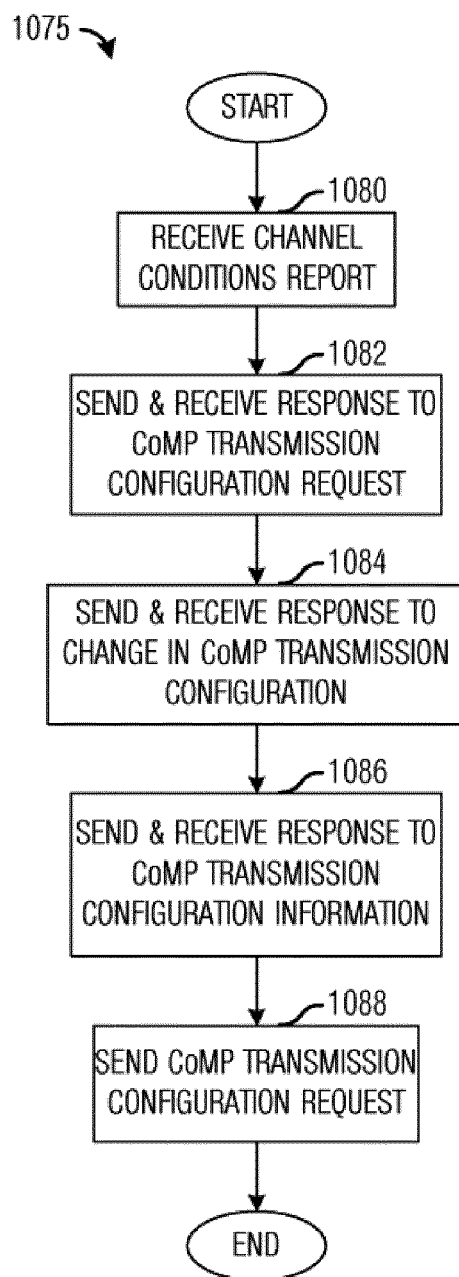 1075
START
1080
RECEIVE CHANNEL
CONDITIONS REPORT
1082
SEND & RECEIVE RESPONSE TO
CoMP TRANSMISSION
CONFIGURATION REQUEST
1084
SEND & RECEIVE RESPONSE TO
CHANGE IN CoMP TRANSMISSION
CONFIGURATION
1086
SEND & RECEIVE RESPONSE TO
CoMP TRANSMISSION
CONFIGURATION INFORMATION
1088
SEND CoMP TRANSMISSION
CONFIGURATION REQUEST
END